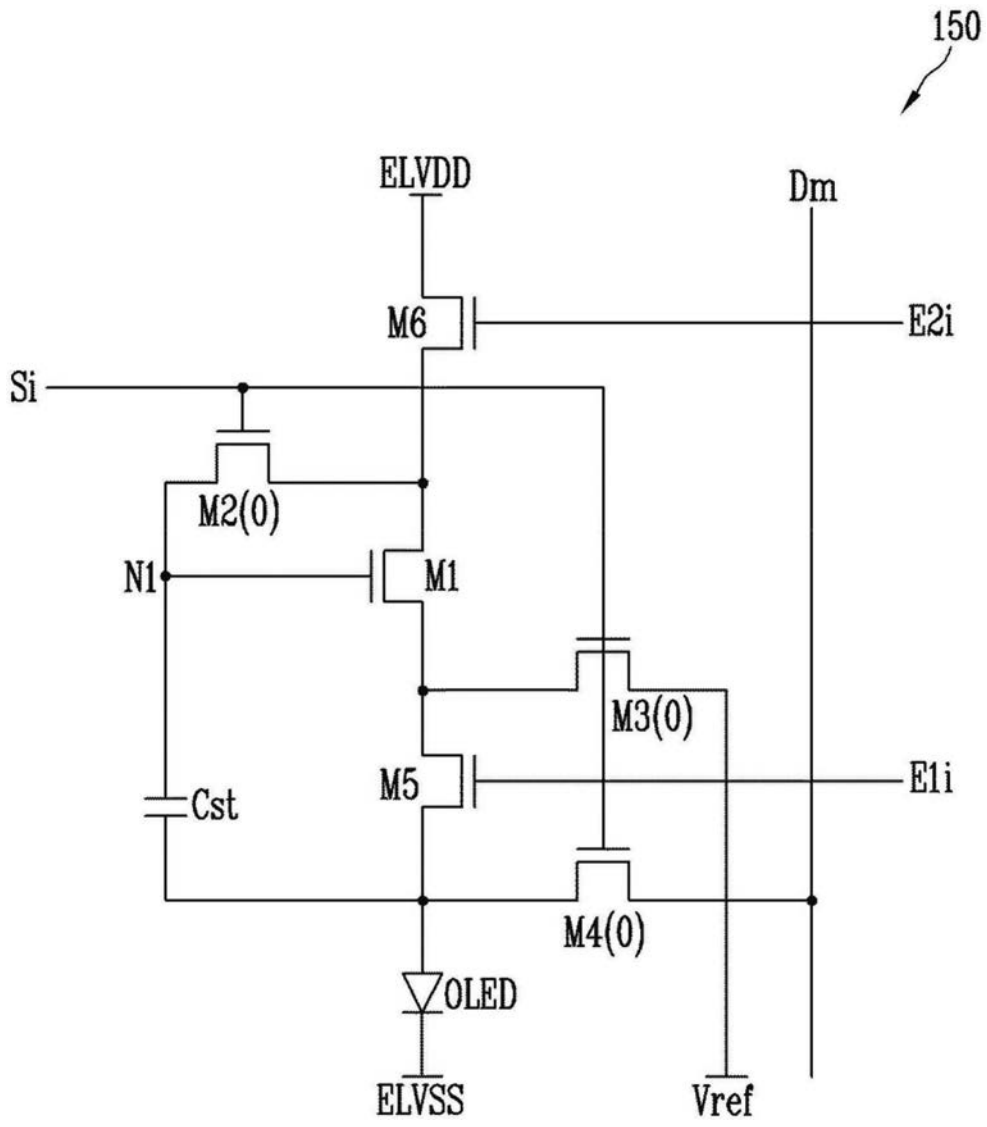 150
ELVDD
Dm
M6
E2i
Si
M2(0)
N1
M1
M3(0)
M5
E1i
Cst
M4(0)
OLED
ELVSS
Vref